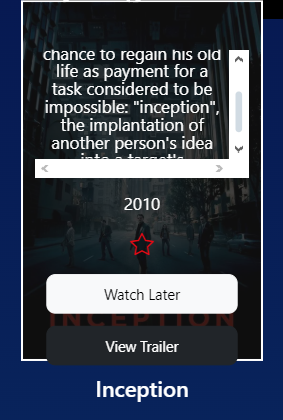 chance to regain his old
life as payment for a
task considered to be
impossible: "inception",
the implantation of
another person's idea
into a target's
2010
Watch Later
INCEPTION
View Trailer
Inception